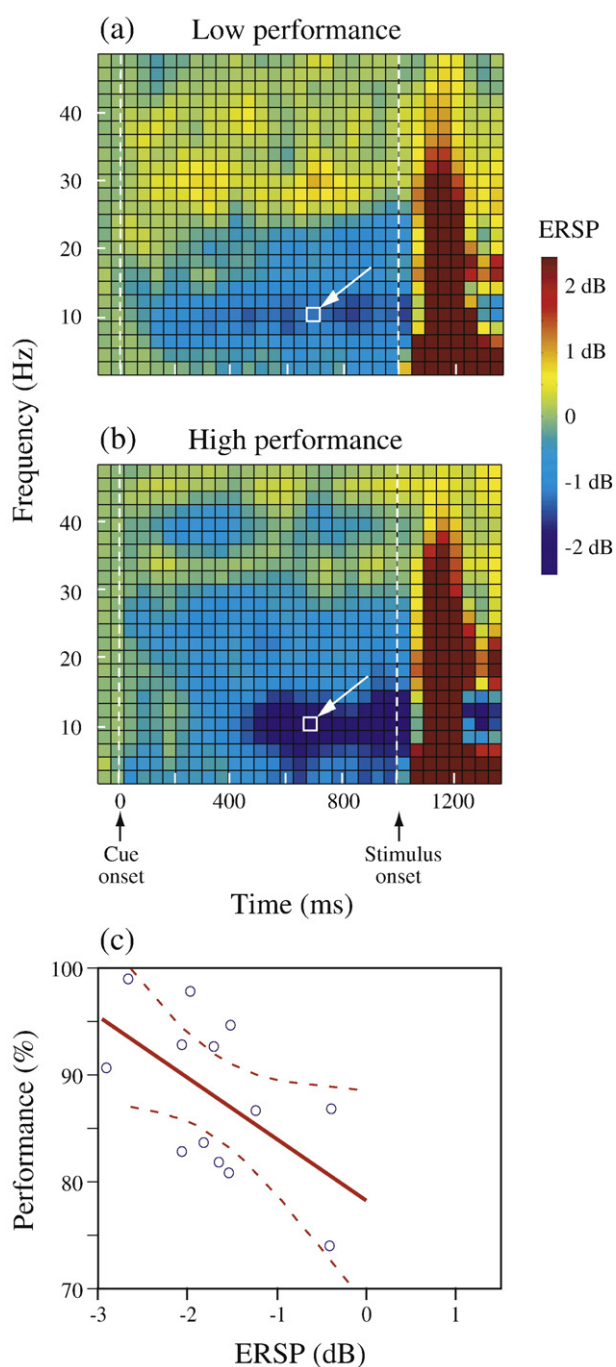 (a)
Low performance
40
30
20
10
Frequency (Hz)
ERSP
2 dB
1 dB
0
-1 dB
-2 dB
(b)
High performance
40
30
20
10
0
400
800
1200
Cue
onset
Stimulus
onset
Time (ms)
(c)
100
90
80
70
Performance (%)
-3
-2
-1
0
1
ERSP (dB)